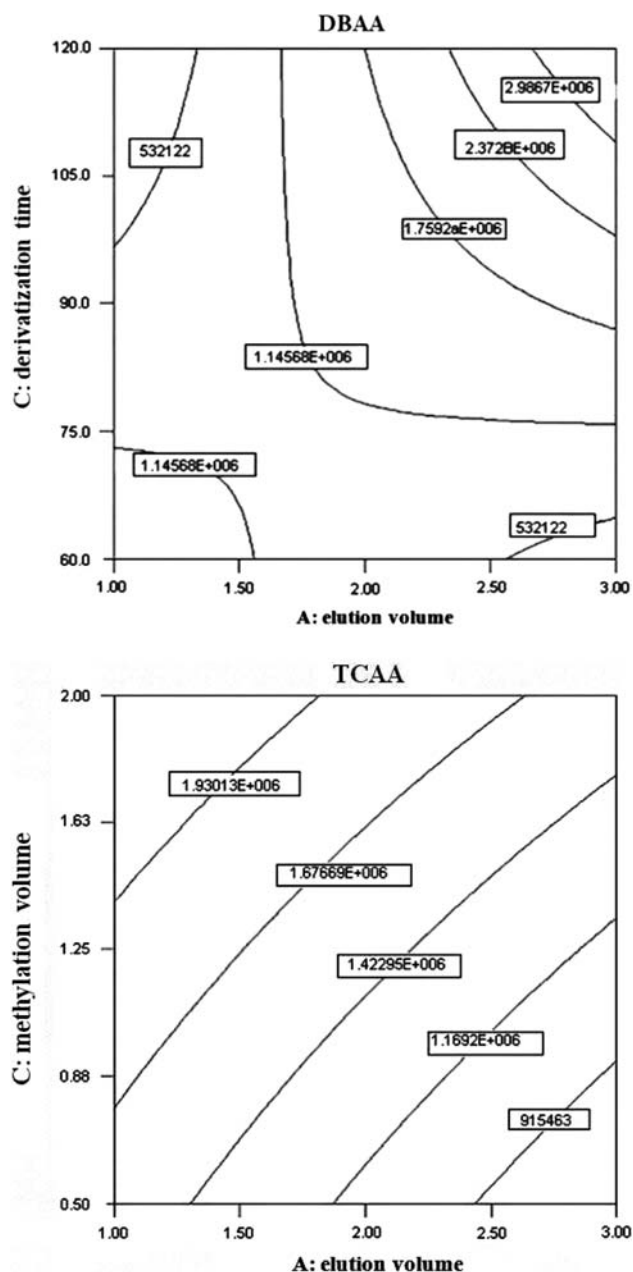 DBAA
120.0
2.9867E+006
2.3728E+006
532122
105.0
1.7592aE+006
90.0
1.14568E+006
75.0
1.14568E+006
532122
60.0
1.00
1.50
2.00
2.50
3.00
C: derivatization time
A: elution volume
TCAA
2.00
1.93013E+006
1.63
1.67669E+006
1.25
1.42295E+006
1.1692E+006
0.88
915463
0.50
1.00
1.50
2.00
2.50
3.00
C: methylation volume
A: elution volume